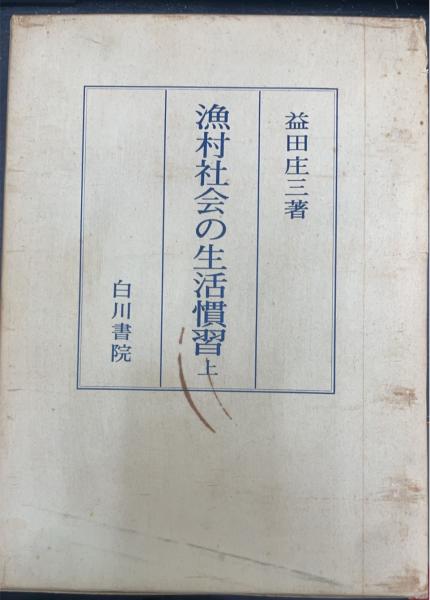 益田庄三著
漁村社会の生活慣習 上
白川書院